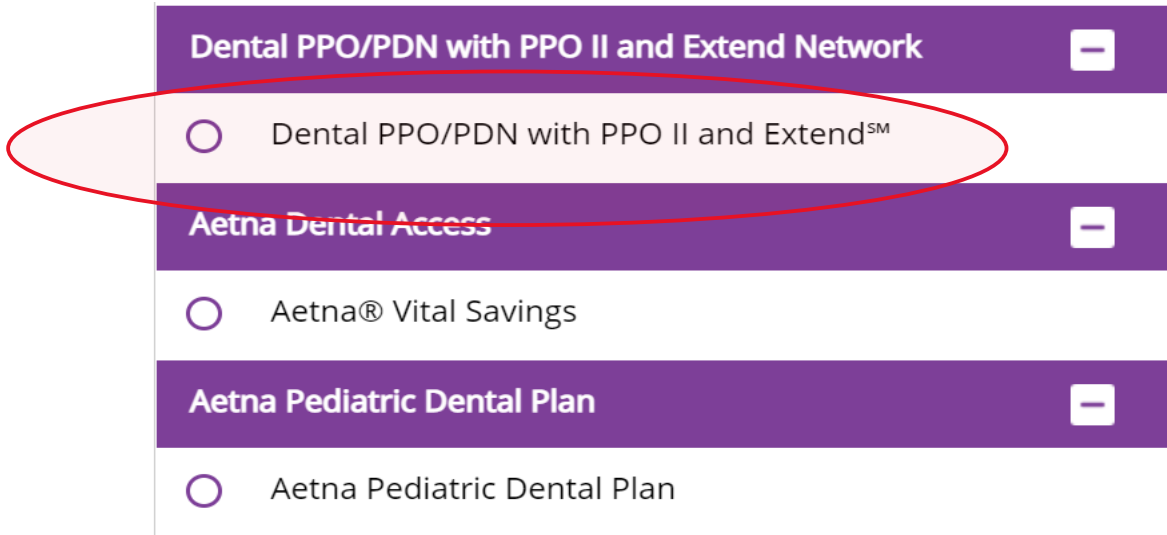 Dental PPO/PDN with PPO II and Extend Network
Dental PPO/PDN with PPO II and Extend℠
Aetna Dental Access
Aetna® Vital Savings
Aetna Pediatric Dental Plan
Aetna Pediatric Dental Plan